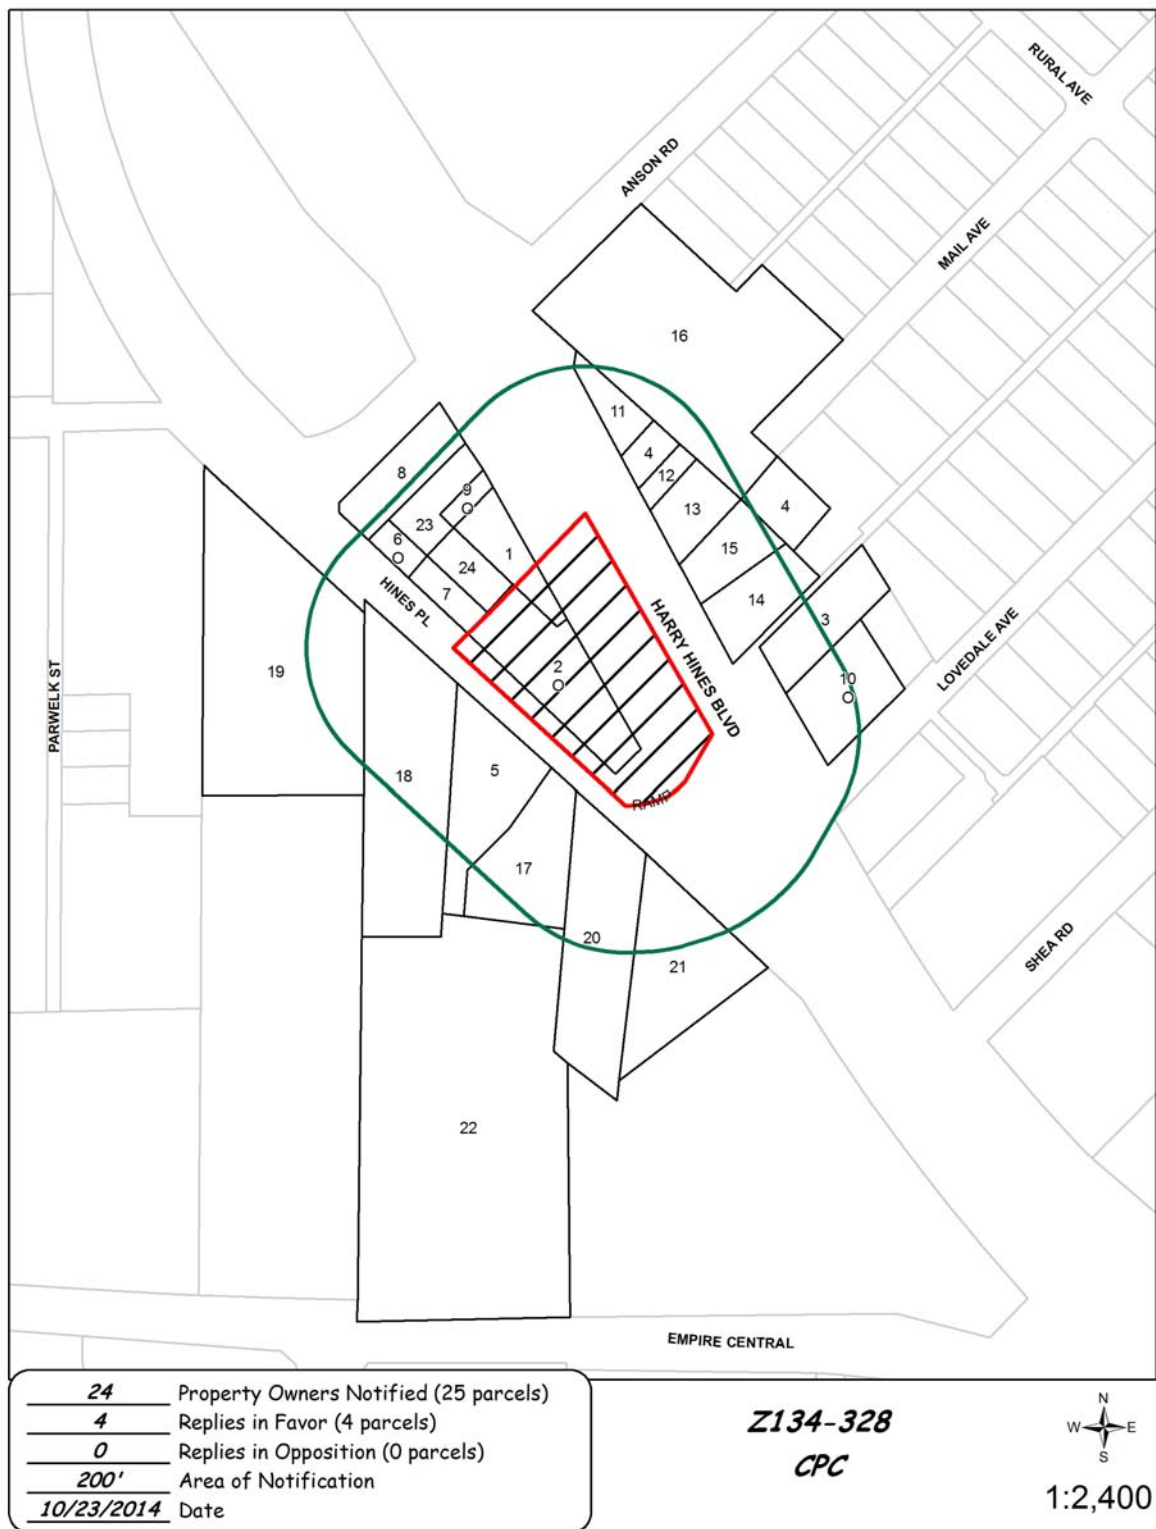 RURAL AVE
ANSON RD
MAIL AVE
16
11
4
8
12
9
O
4
13
23
6
O
1
15
24
HINES PL
7
14
HARRY HINES BLVD
3
2
O
LOVEDALE AVE
19
10
O
PARWELK ST
5
18
RAMP
17
20
SHEA RD
21
22
EMPIRE CENTRAL
24 Property Owners Notified (25 parcels)
4 Replies in Favor (4 parcels)
0 Replies in Opposition (0 parcels)
200' Area of Notification
10/23/2014 Date
Z134-328
CPC
N
W E
S
1:2,400